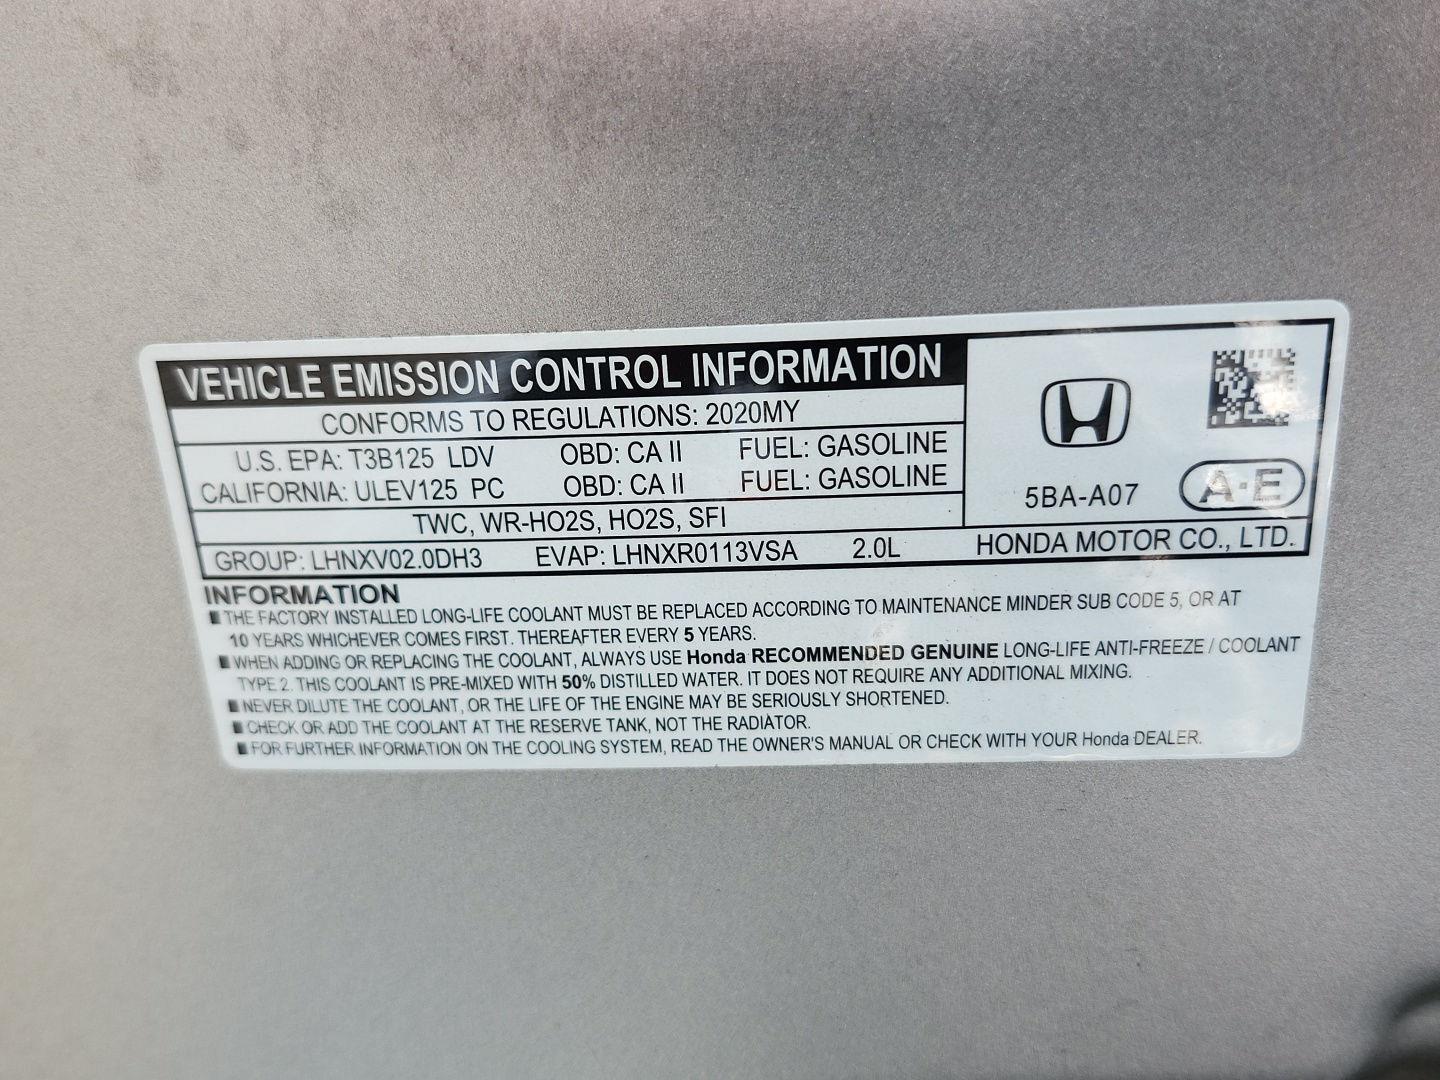 VEHICLE EMISSION CONTROL INFORMATION
CONFORMS TO REGULATIONS: 2020MY
U.S. EPA: T3B125 LDV OBD: CA II FUEL: GASOLINE
CALIFORNIA: ULEV125 PC OBD: CA II FUEL: GASOLINE
TWC, WR-HO2S, HO2S, SFI
5BA-A07 A·E
GROUP: LHNXV02.0DH3 EVAP: LHNXR0113VSA 2.0L HONDA MOTOR CO., LTD.
INFORMATION
■ THE FACTORY INSTALLED LONG-LIFE COOLANT MUST BE REPLACED ACCORDING TO MAINTENANCE MINDER SUB CODE 5, OR AT
10 YEARS WHICHEVER COMES FIRST. THEREAFTER EVERY 5 YEARS.
■ WHEN ADDING OR REPLACING THE COOLANT, ALWAYS USE Honda RECOMMENDED GENUINE LONG-LIFE ANTI-FREEZE / COOLANT
TYPE 2. THIS COOLANT IS PRE-MIXED WITH 50% DISTILLED WATER. IT DOES NOT REQUIRE ANY ADDITIONAL MIXING.
■ NEVER DILUTE THE COOLANT, OR THE LIFE OF THE ENGINE MAY BE SERIOUSLY SHORTENED.
■ CHECK OR ADD THE COOLANT AT THE RESERVE TANK, NOT THE RADIATOR.
■ FOR FURTHER INFORMATION ON THE COOLING SYSTEM, READ THE OWNER'S MANUAL OR CHECK WITH YOUR Honda DEALER.